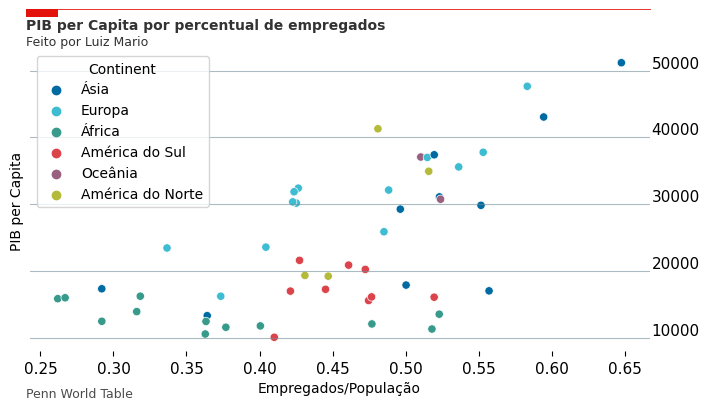 PIB per Capita por percentual de empregados
Feito por Luiz Mario
Continent
Ásia
Europa
África
América do Sul
Oceânia
América do Norte
50000
40000
30000
20000
10000
PIB per Capita
0.25 0.30 0.35 0.40 0.45 0.50 0.55 0.60 0.65
Empregados/População
Penn World Table